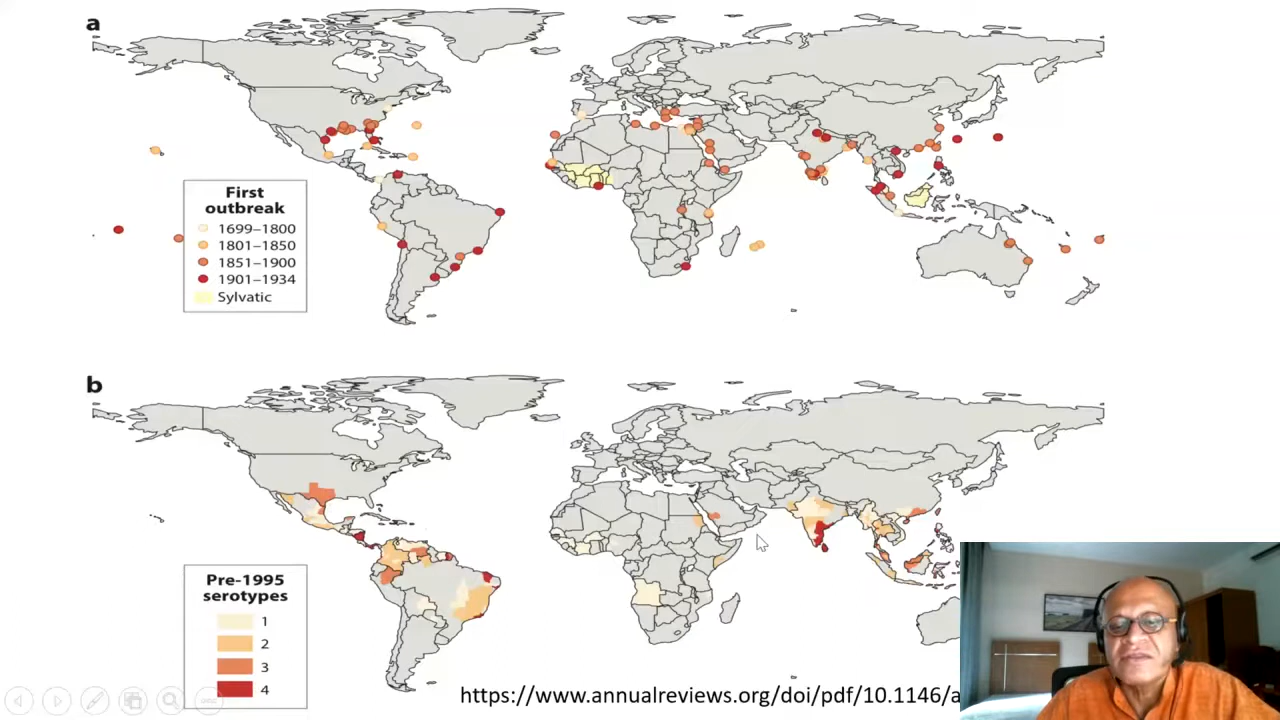 a
First
outbreak
1699–1800
1801–1850
1851–1900
1901–1934
Sylvatic
b
Pre-1995
serotypes
1
2
3
4
https://www.annualreviews.org/doi/pdf/10.1146/a